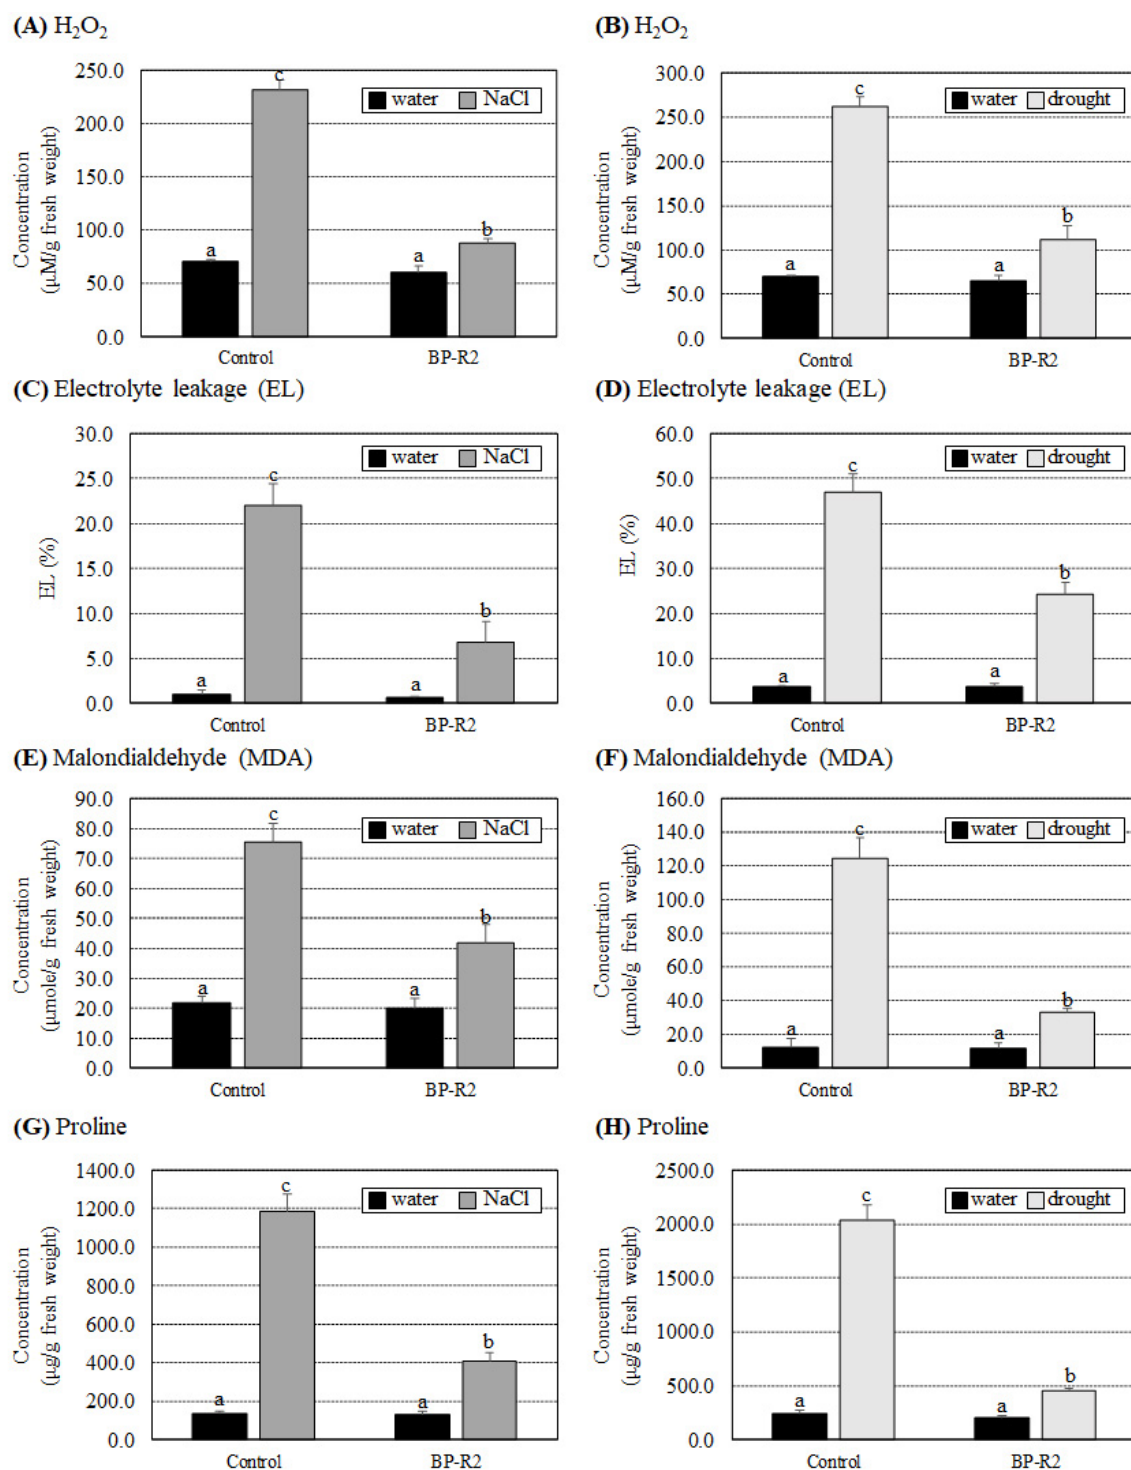 (A) H₂O₂
250.0
200.0
150.0
100.0
50.0
0.0
Concentration
(μM/g fresh weight)
water NaCl
a
c
a
b
Control BP-R2
(B) H₂O₂
300.0
250.0
200.0
150.0
100.0
50.0
0.0
Concentration
(μM/g fresh weight)
water drought
a
c
a
b
Control BP-R2
(C) Electrolyte leakage (EL)
30.0
25.0
20.0
15.0
10.0
5.0
0.0
EL (%)
water NaCl
a
c
a
b
Control BP-R2
(D) Electrolyte leakage (EL)
60.0
50.0
40.0
30.0
20.0
10.0
0.0
EL (%)
water drought
a
c
a
b
Control BP-R2
(E) Malondialdehyde (MDA)
90.0
80.0
70.0
60.0
50.0
40.0
30.0
20.0
10.0
0.0
Concentration
(μmole/g fresh weight)
water NaCl
a
c
a
b
Control BP-R2
(F) Malondialdehyde (MDA)
160.0
140.0
120.0
100.0
80.0
60.0
40.0
20.0
0.0
Concentration
(μmole/g fresh weight)
water drought
a
c
a
b
Control BP-R2
(G) Proline
1400.0
1200.0
1000.0
800.0
600.0
400.0
200.0
0.0
Concentration
(μg/g fresh weight)
water NaCl
a
c
a
b
Control BP-R2
(H) Proline
2500.0
2000.0
1500.0
1000.0
500.0
0.0
Concentration
(μg/g fresh weight)
water drought
a
c
a
b
Control BP-R2